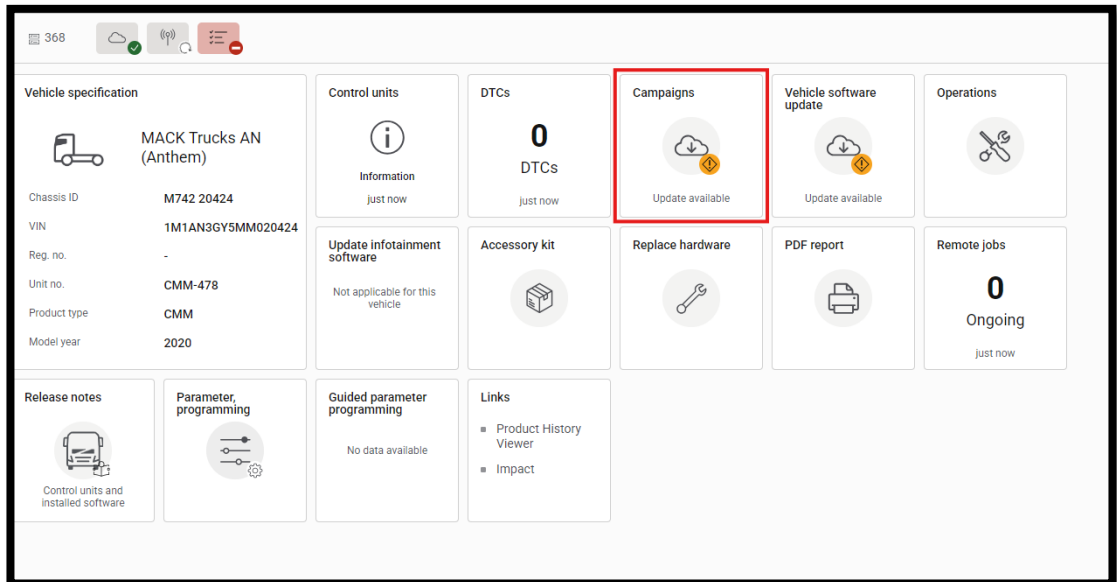 368
Vehicle specification
MACK Trucks AN
(Anthem)
Chassis ID M742 20424
VIN 1M1AN3GY5MM020424
Reg. no. -
Unit no. CMM-478
Product type CMM
Model year 2020
Control units
Information
just now
DTCs
0
DTCs
just now
Campaigns
Update available
Vehicle software
update
Update available
Operations
Update infotainment
software
Not applicable for this
vehicle
Accessory kit
Replace hardware
PDF report
Remote jobs
0
Ongoing
just now
Release notes
Control units and
installed software
Parameter,
programming
Guided parameter
programming
No data available
Links
Product History
Viewer
Impact